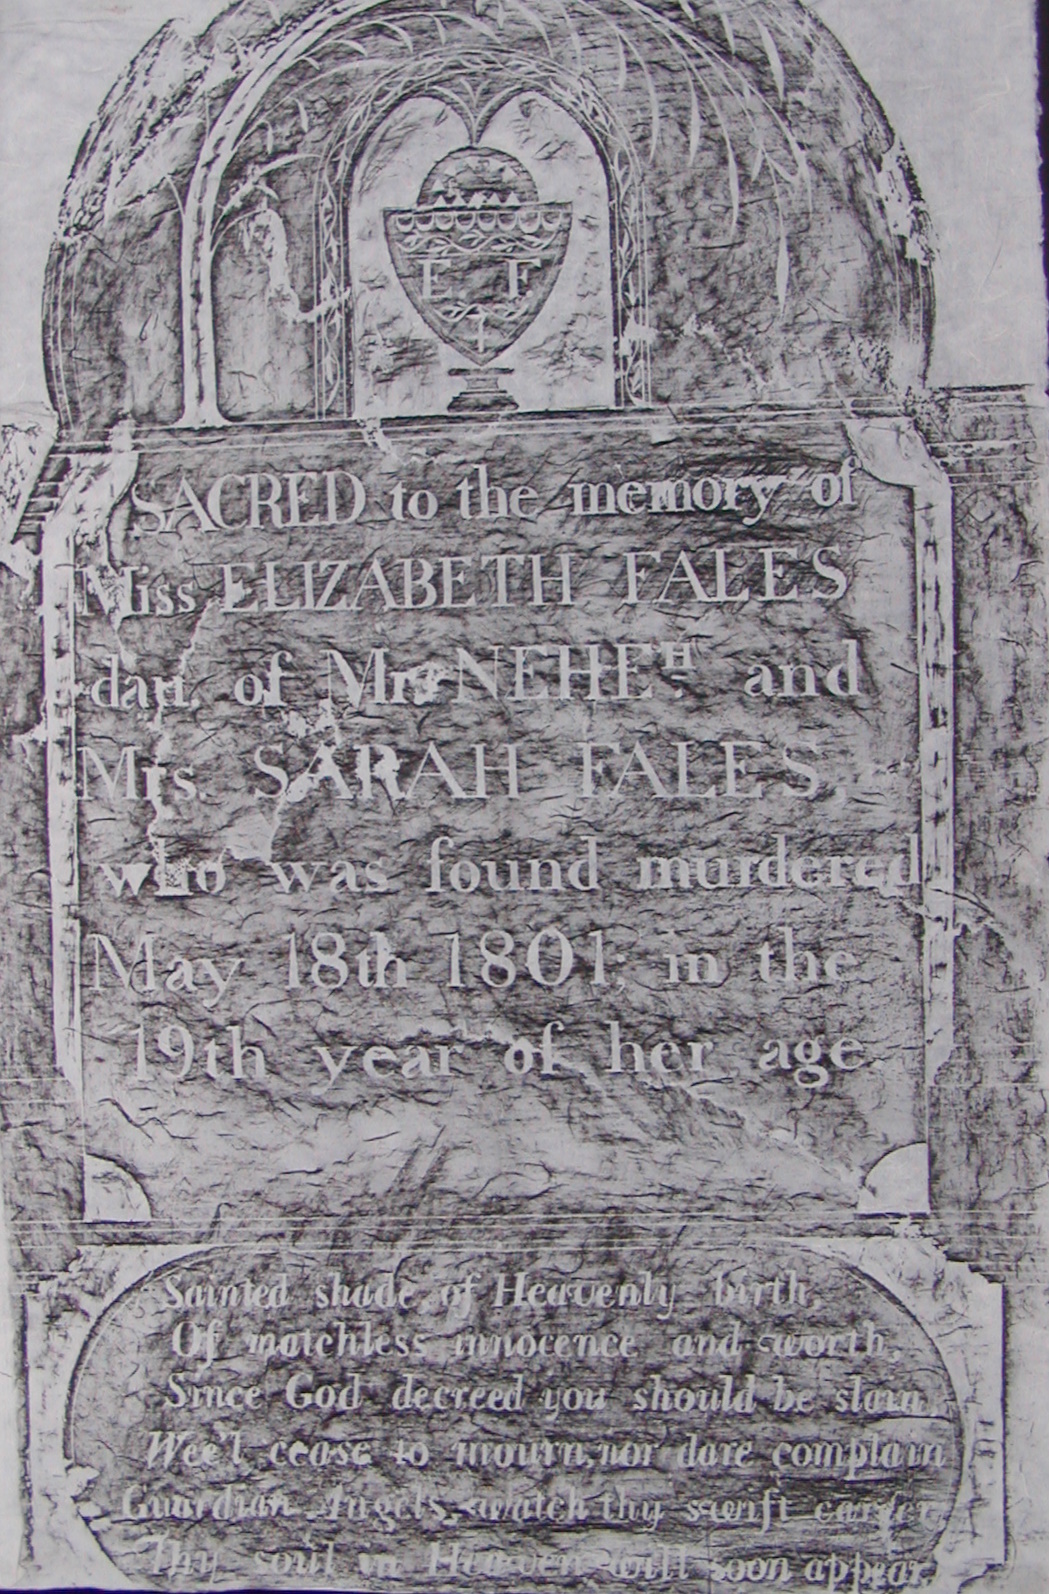 E F
SACRED to the memory of
Miss ELIZABETH FALES
dau. of Mr. NEHEH. and
Mrs. SARAH FALES,
who was found murdered
May 18th 1801, in the
19th year of her age
Sainted shade, of Heavenly birth,
Of matchless innocence and worth,
Since God decreed you should be slain,
Wee'l cease to mourn, nor dare complain
Guardian Angels, watch thy swift career,
Thy soul in Heaven will soon appear.